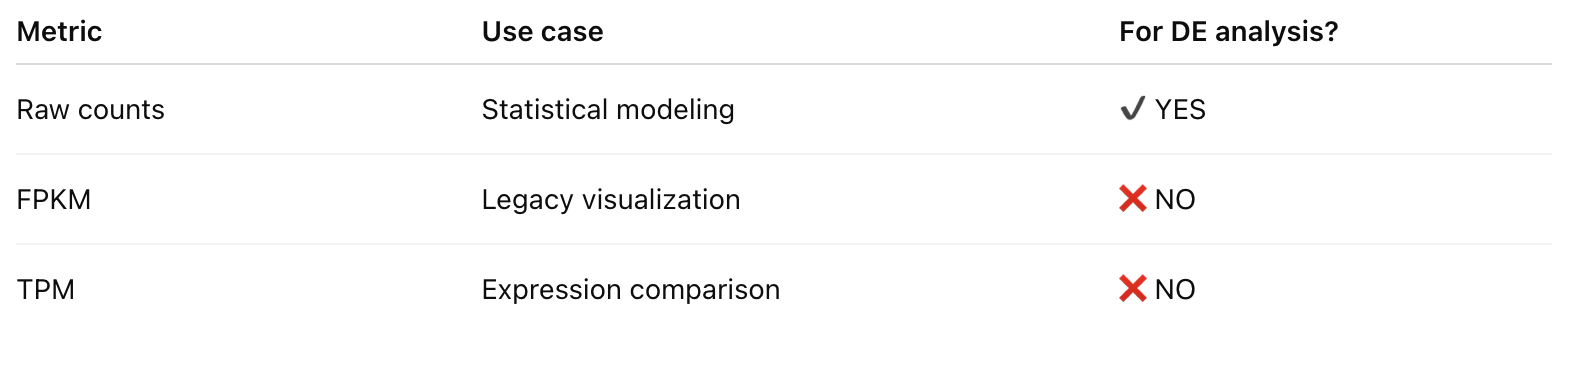 Metric Use case For DE analysis?
Raw counts Statistical modeling ✔ YES
FPKM Legacy visualization ❌ NO
TPM Expression comparison ❌ NO